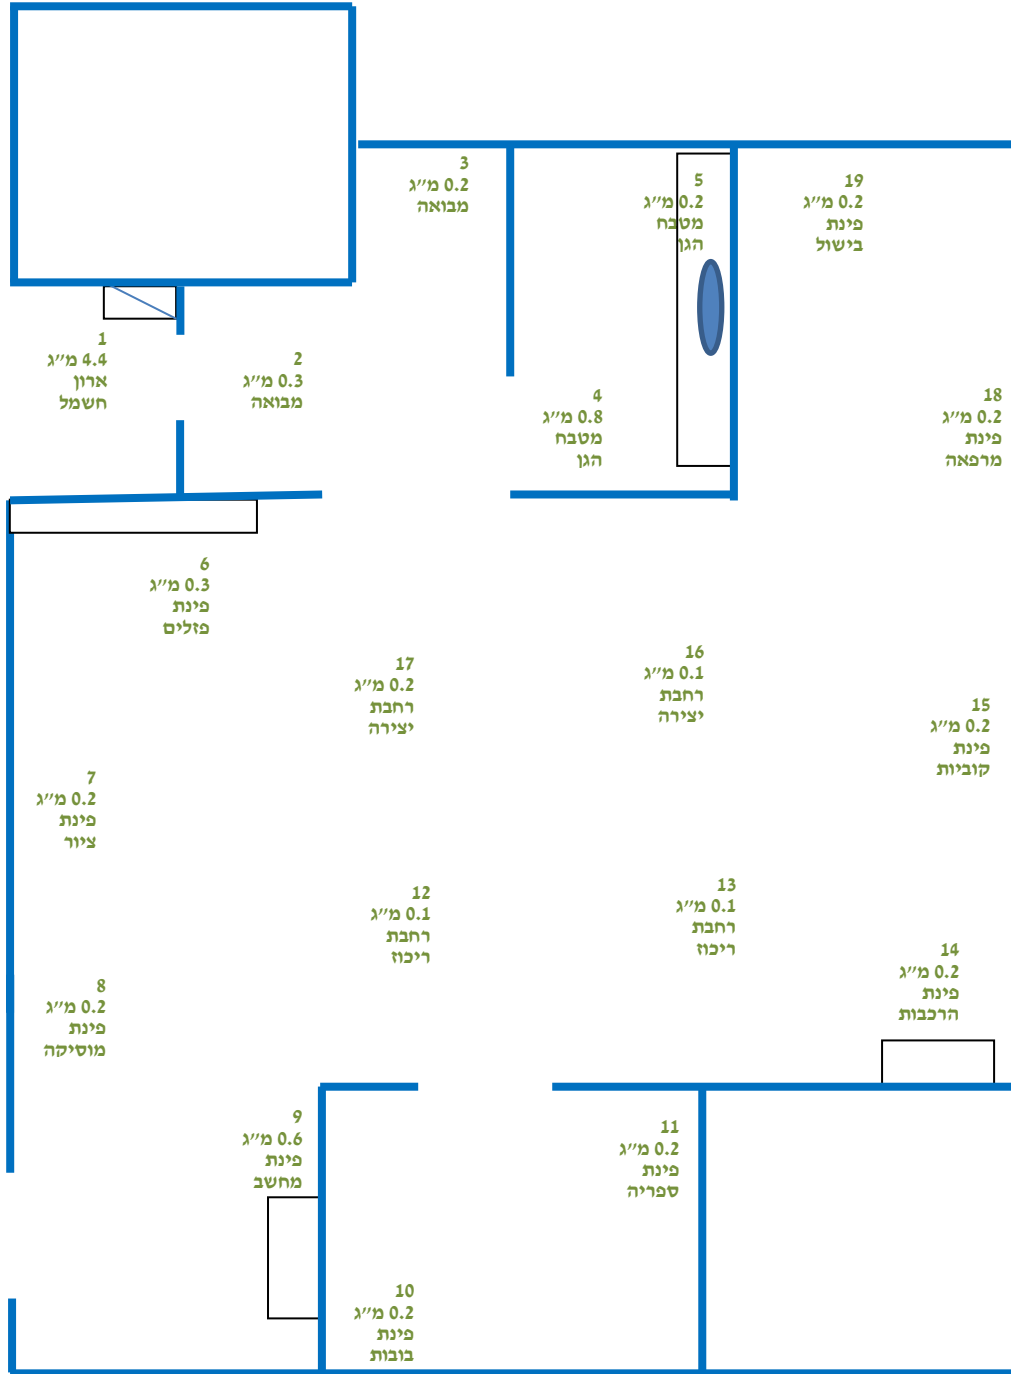 1
4.4 מ״ג
ארון
חשמל
2
0.3 מ״ג
מבואה
3
0.2 מ״ג
מבואה
4
0.8 מ״ג
מטבח
הגן
5
0.2 מ״ג
מטבח
הגן
6
0.3 מ״ג
פינת
פזלים
7
0.2 מ״ג
פינת
ציור
8
0.2 מ״ג
פינת
מוסיקה
9
0.6 מ״ג
פינת
מחשב
10
0.2 מ״ג
פינת
בובות
11
0.2 מ״ג
פינת
ספריה
12
0.1 מ״ג
רחבת
ריכוז
13
0.1 מ״ג
רחבת
ריכוז
14
0.2 מ״ג
פינת
הרכבות
15
0.2 מ״ג
פינת
קוביות
16
0.1 מ״ג
רחבת
יצירה
17
0.2 מ״ג
רחבת
יצירה
18
0.2 מ״ג
פינת
מרפאה
19
0.2 מ״ג
פינת
בישול